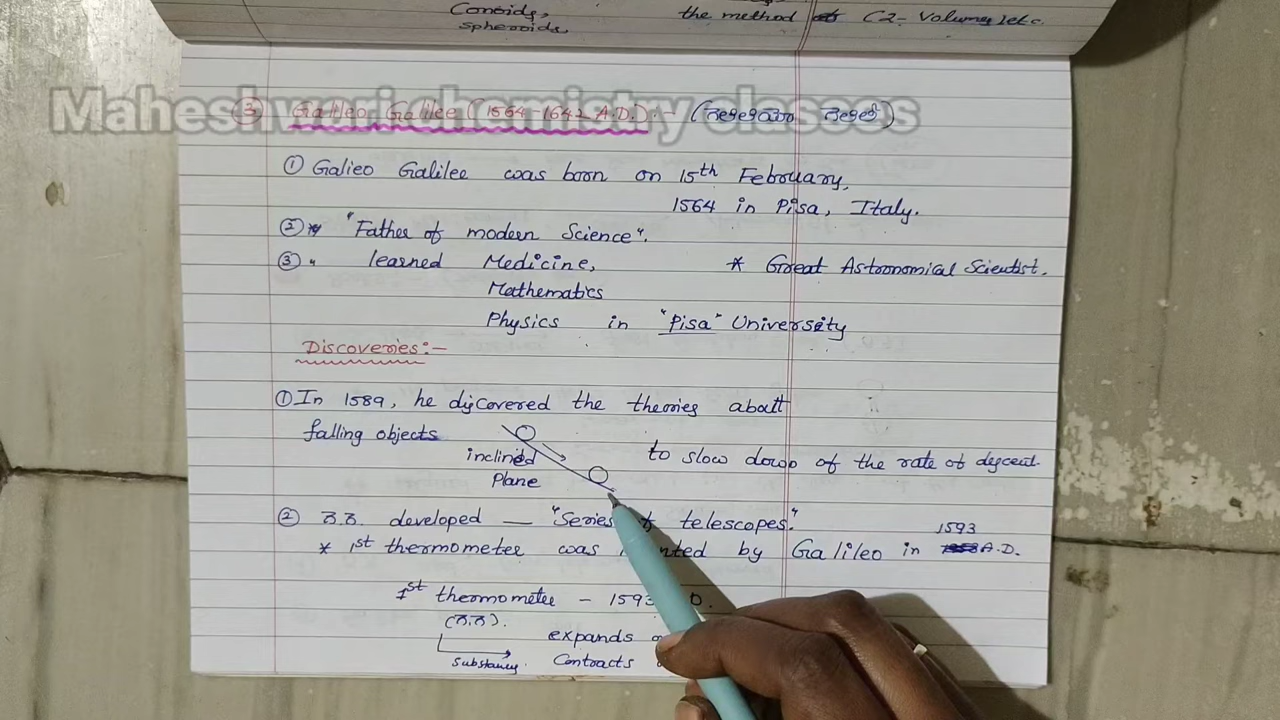 Conoids, the method C2- Volumes etc.
Spheroids,
Maheshwari chemistry classes
③ Galileo Galilee (1564-1642 A.D.) :- (గెలీలియో గెలీలీ)
① Galieo Galilee was born on 15th February,
1564 in Pisa, Italy.
② * "Father of modern Science".
③ " learned Medicine, * Great Astronomical Scientist.
Mathematics
Physics in "Pisa" University
Discoveries:-
① In 1589, he discovered the theories about
falling objects
inclined to slow down of the rate of descent.
Plane
② గ.గ. developed — "Series of telescopes."
1593
* 1st thermometer was by Galileo in A.D.
1st thermometer - 1593
(గ.గ).
expands
Substances. Contracts